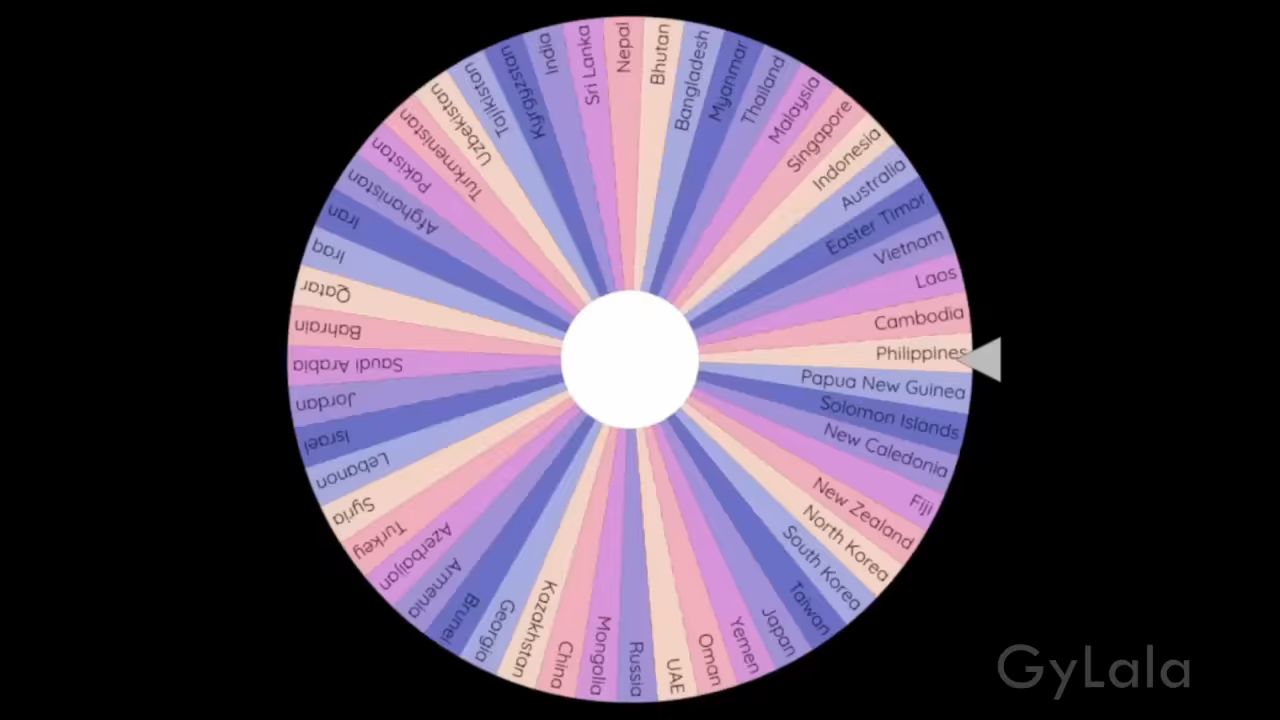 Nepal
Bhutan
Bangladesh
Myanmar
Thailand
Malaysia
Singapore
Indonesia
Australia
Easter Timor
Vietnam
Laos
Cambodia
Philippines
Papua New Guinea
Solomon Islands
New Caledonia
Fiji
New Zealand
North Korea
South Korea
Taiwan
Japan
Yemen
Oman
UAE
Russia
Mongolia
China
Kazakhstan
Georgia
Brunei
Armenia
Azerbaijan
Turkey
Syria
Lebanon
Israel
Jordan
Saudi Arabia
Bahrain
Qatar
Iraq
Iran
Afghanistan
Pakistan
Turkmenistan
Uzbekistan
Tajikistan
Kyrgyzstan
India
Sri Lanka
GyLala